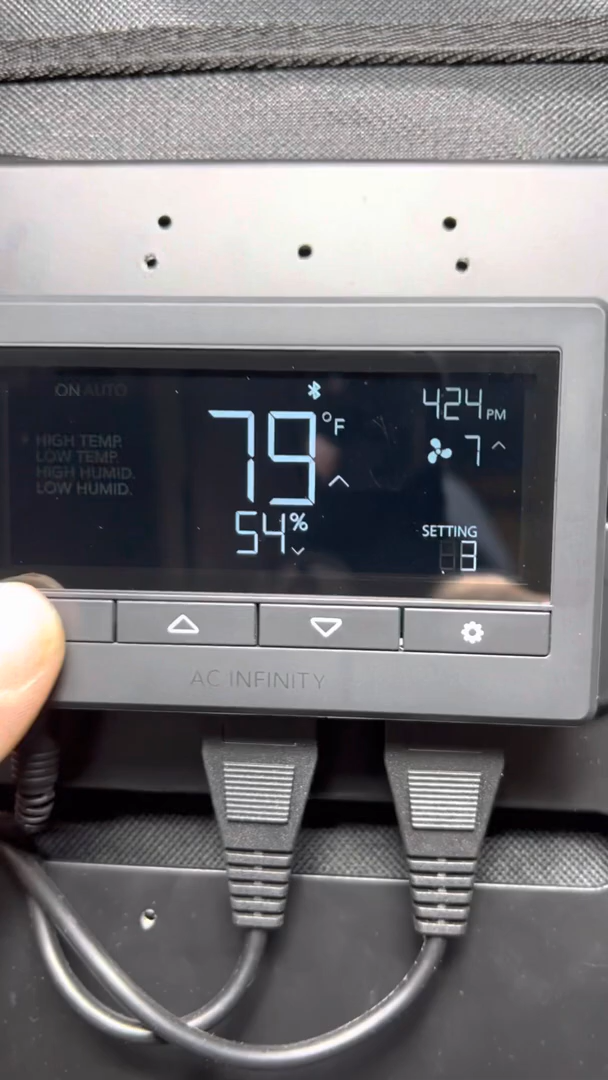 ON AUTO
4:24 PM
79°F
7
HIGH TEMP.
LOW TEMP.
HIGH HUMID.
LOW HUMID.
54%
SETTING
8
AC INFINITY